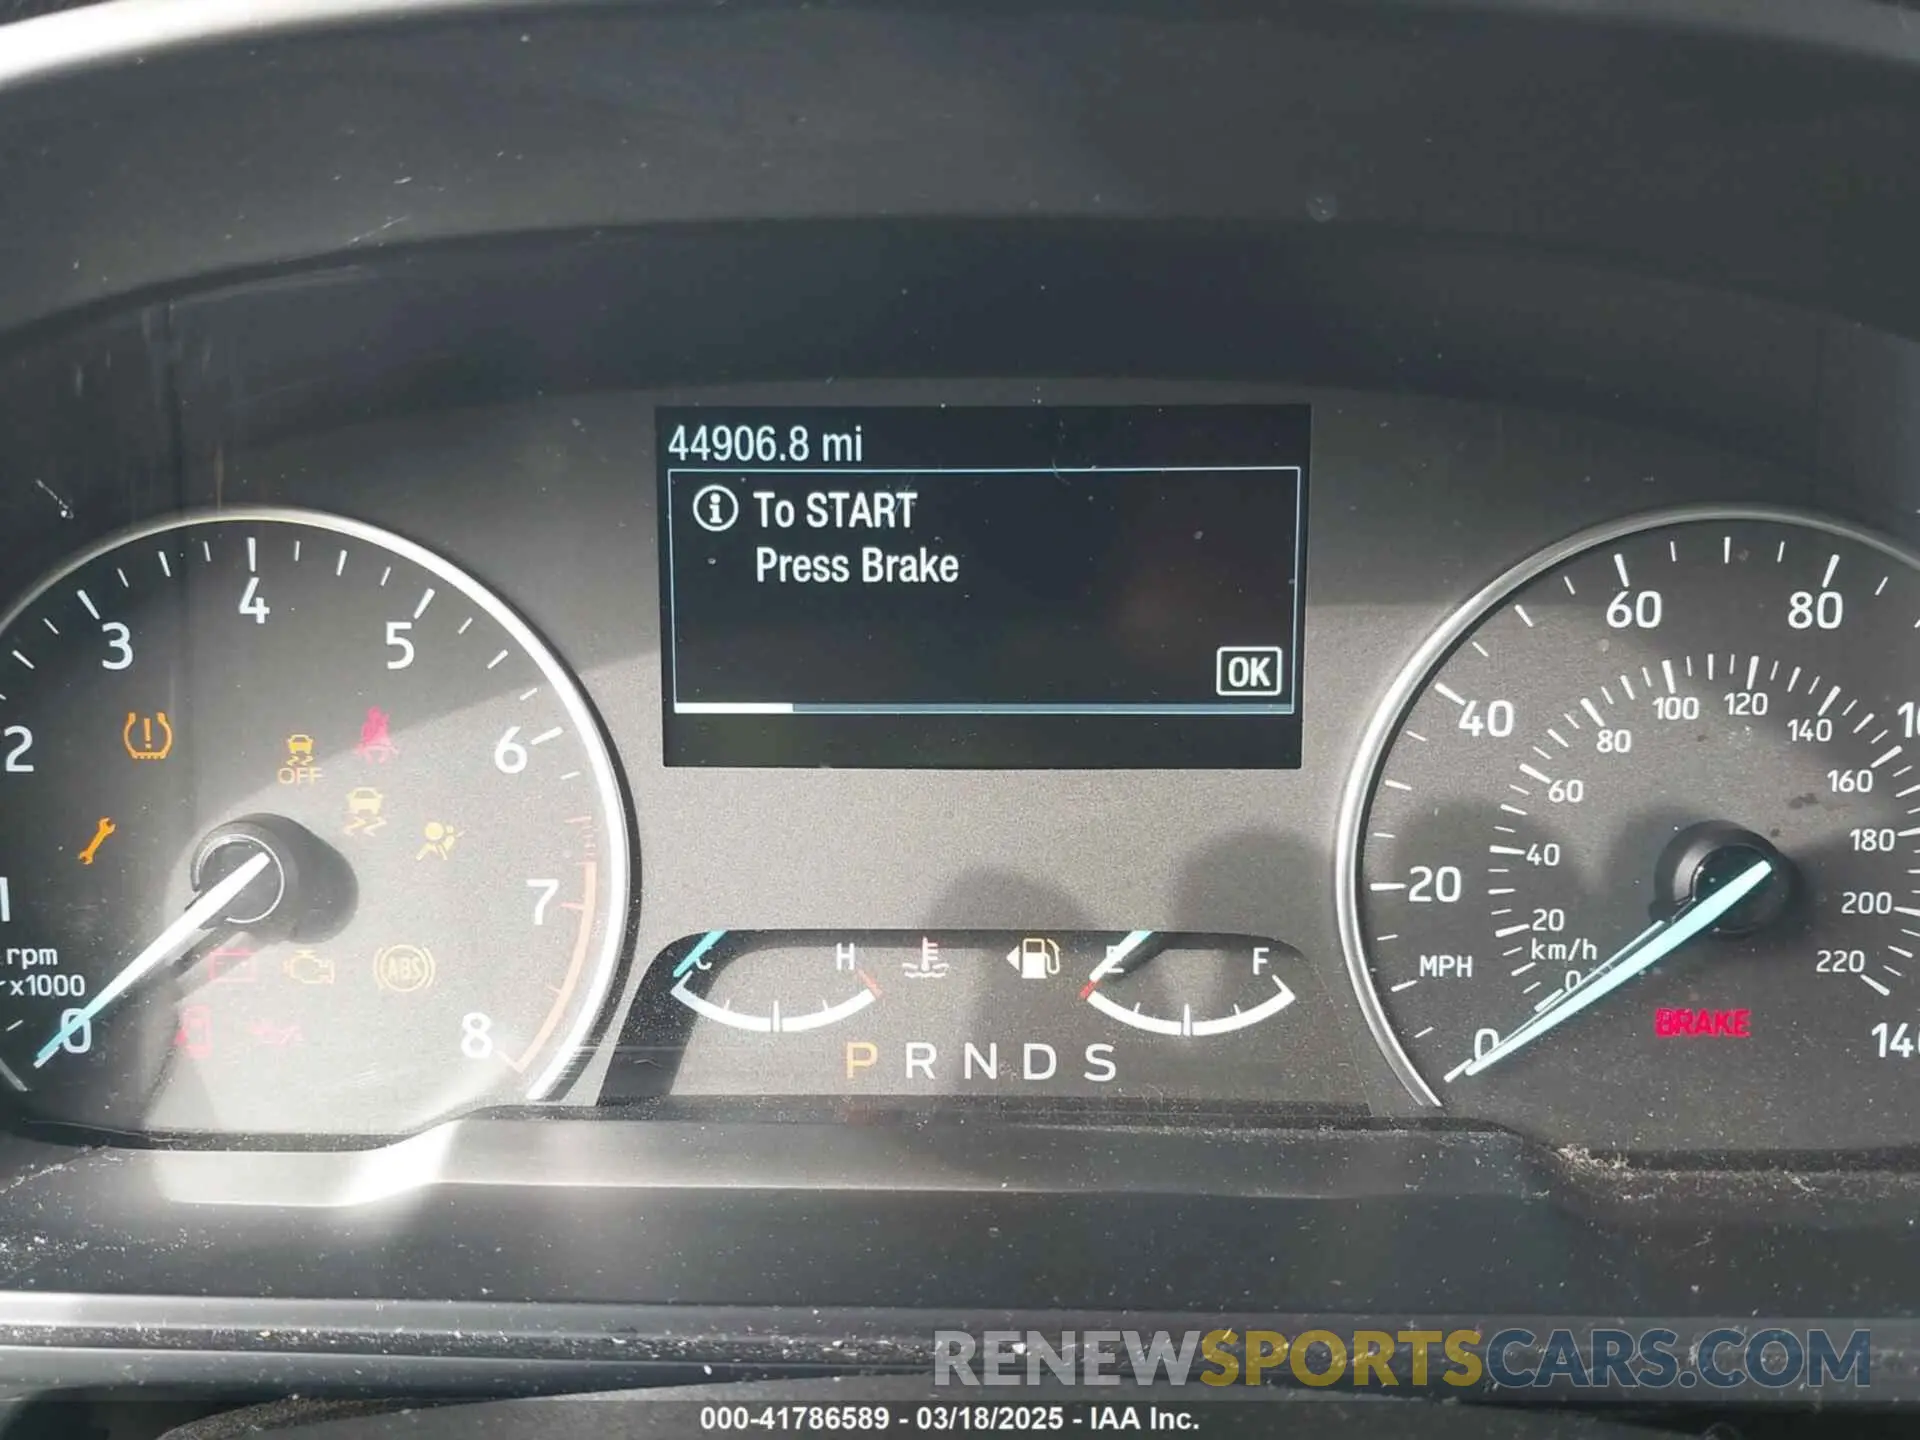 44906.8 mi
To START
Press Brake
OK
1 2 3 4 5 6 7 8
OFF
rpm
x1000
0
ABS
C H
E F
P R N D S
0 20 40 60 80
MPH
km/h
0 20 40 60 80 100 120 140 160 180 200 220
BRAKE
RENEWSPORTSCARS.COM
000-41786589 - 03/18/2025 - IAA Inc.